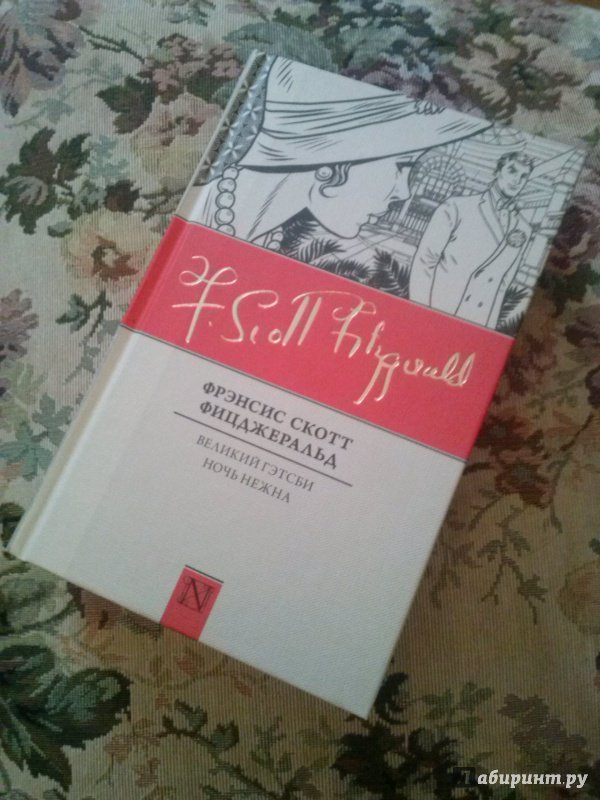 F. Scott Fitzgerald
ФРЭНСИС СКОТТ
ФИЦДЖЕРАЛЬД
ВЕЛИКИЙ ГЭТСБИ
НОЧЬ НЕЖНА
N
Лабиринт.ру